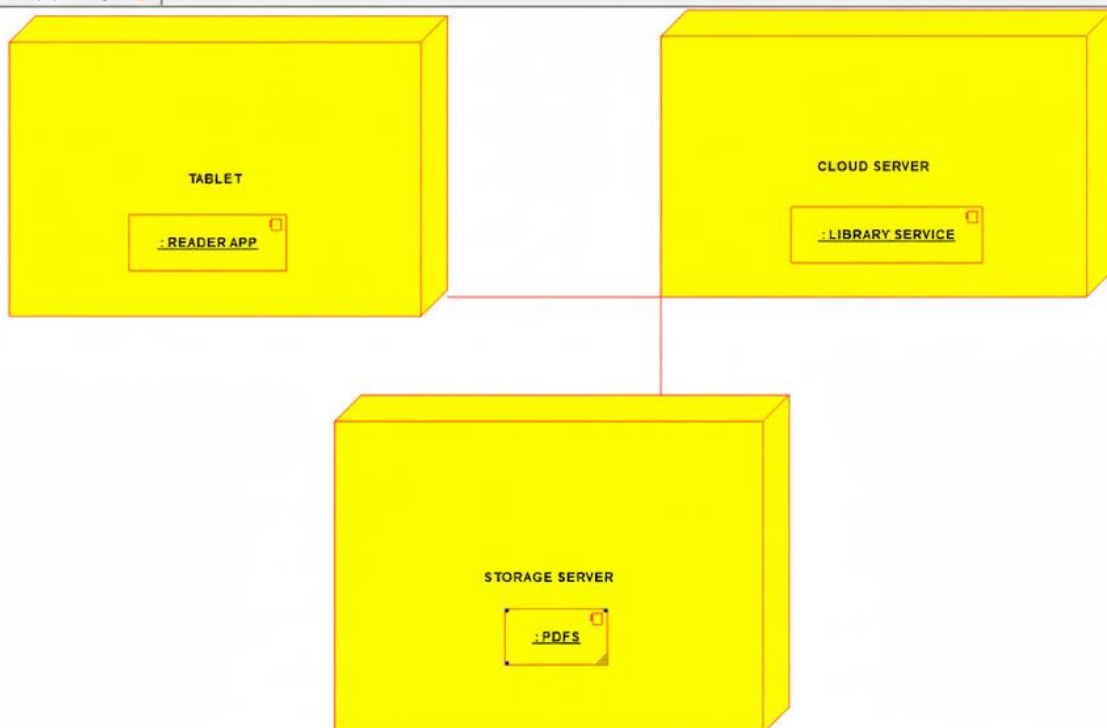 TABLET
: READER APP
CLOUD SERVER
: LIBRARY SERVICE
STORAGE SERVER
: PDFS